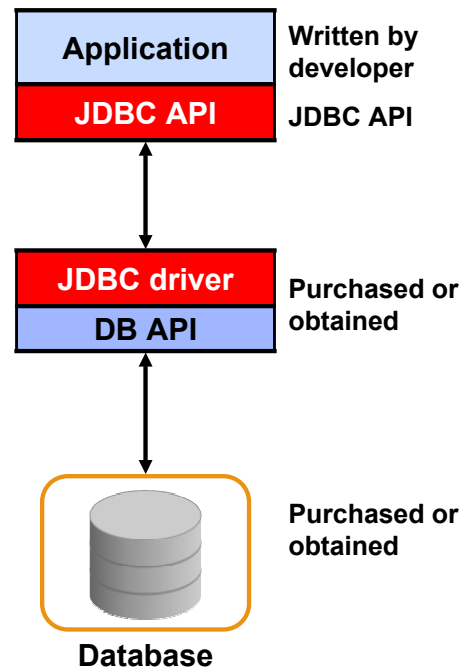 Application
Written by
developer
JDBC API
JDBC API
JDBC driver
DB API
Purchased or
obtained
Purchased or
obtained
Database